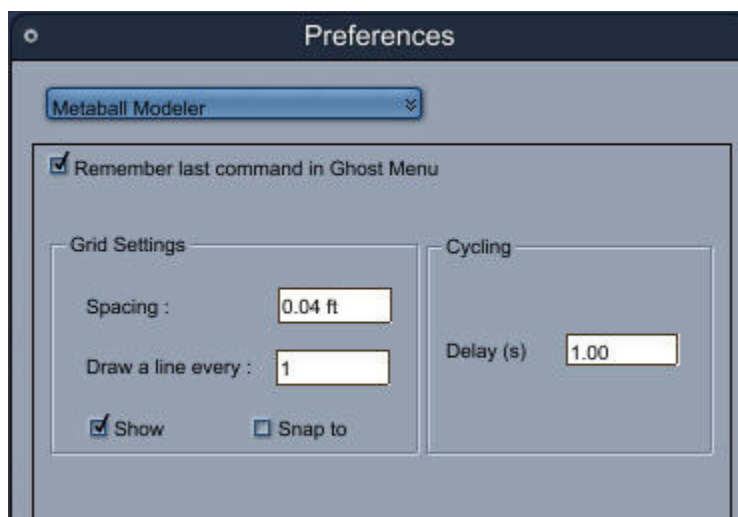 Preferences
Metaball Modeler
Remember last command in Ghost Menu
Grid Settings
Spacing :
0.04 ft
Draw a line every :
1
Show
Snap to
Cycling
Delay (s)
1.00